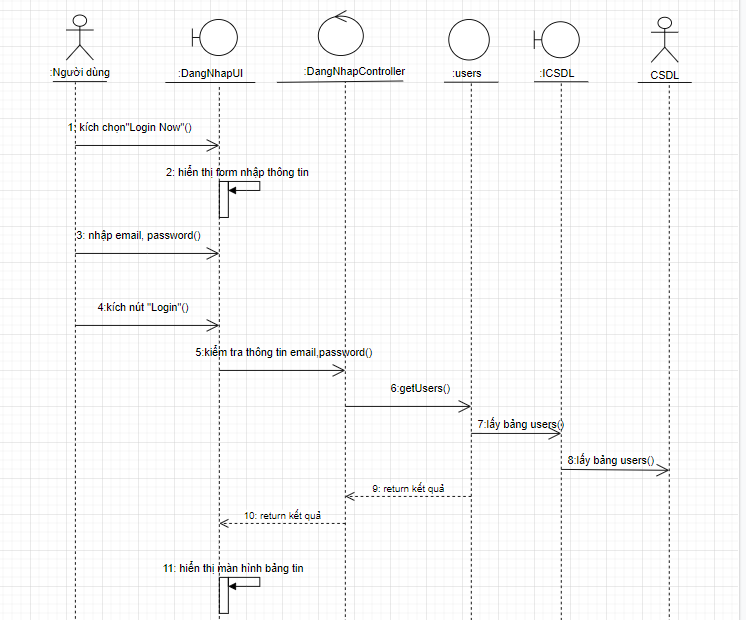 :Người dùng
:DangNhapUI
:DangNhapController
:users
:ICSDL
CSDL
1: kích chọn"Login Now"()
2: hiển thị form nhập thông tin
3: nhập email, password()
4:kích nút "Login"()
5:kiểm tra thông tin email,password()
6:getUsers()
7:lấy bảng users()
8:lấy bảng users()
9: return kết quả
10: return kết quả
11: hiển thị màn hình bảng tin